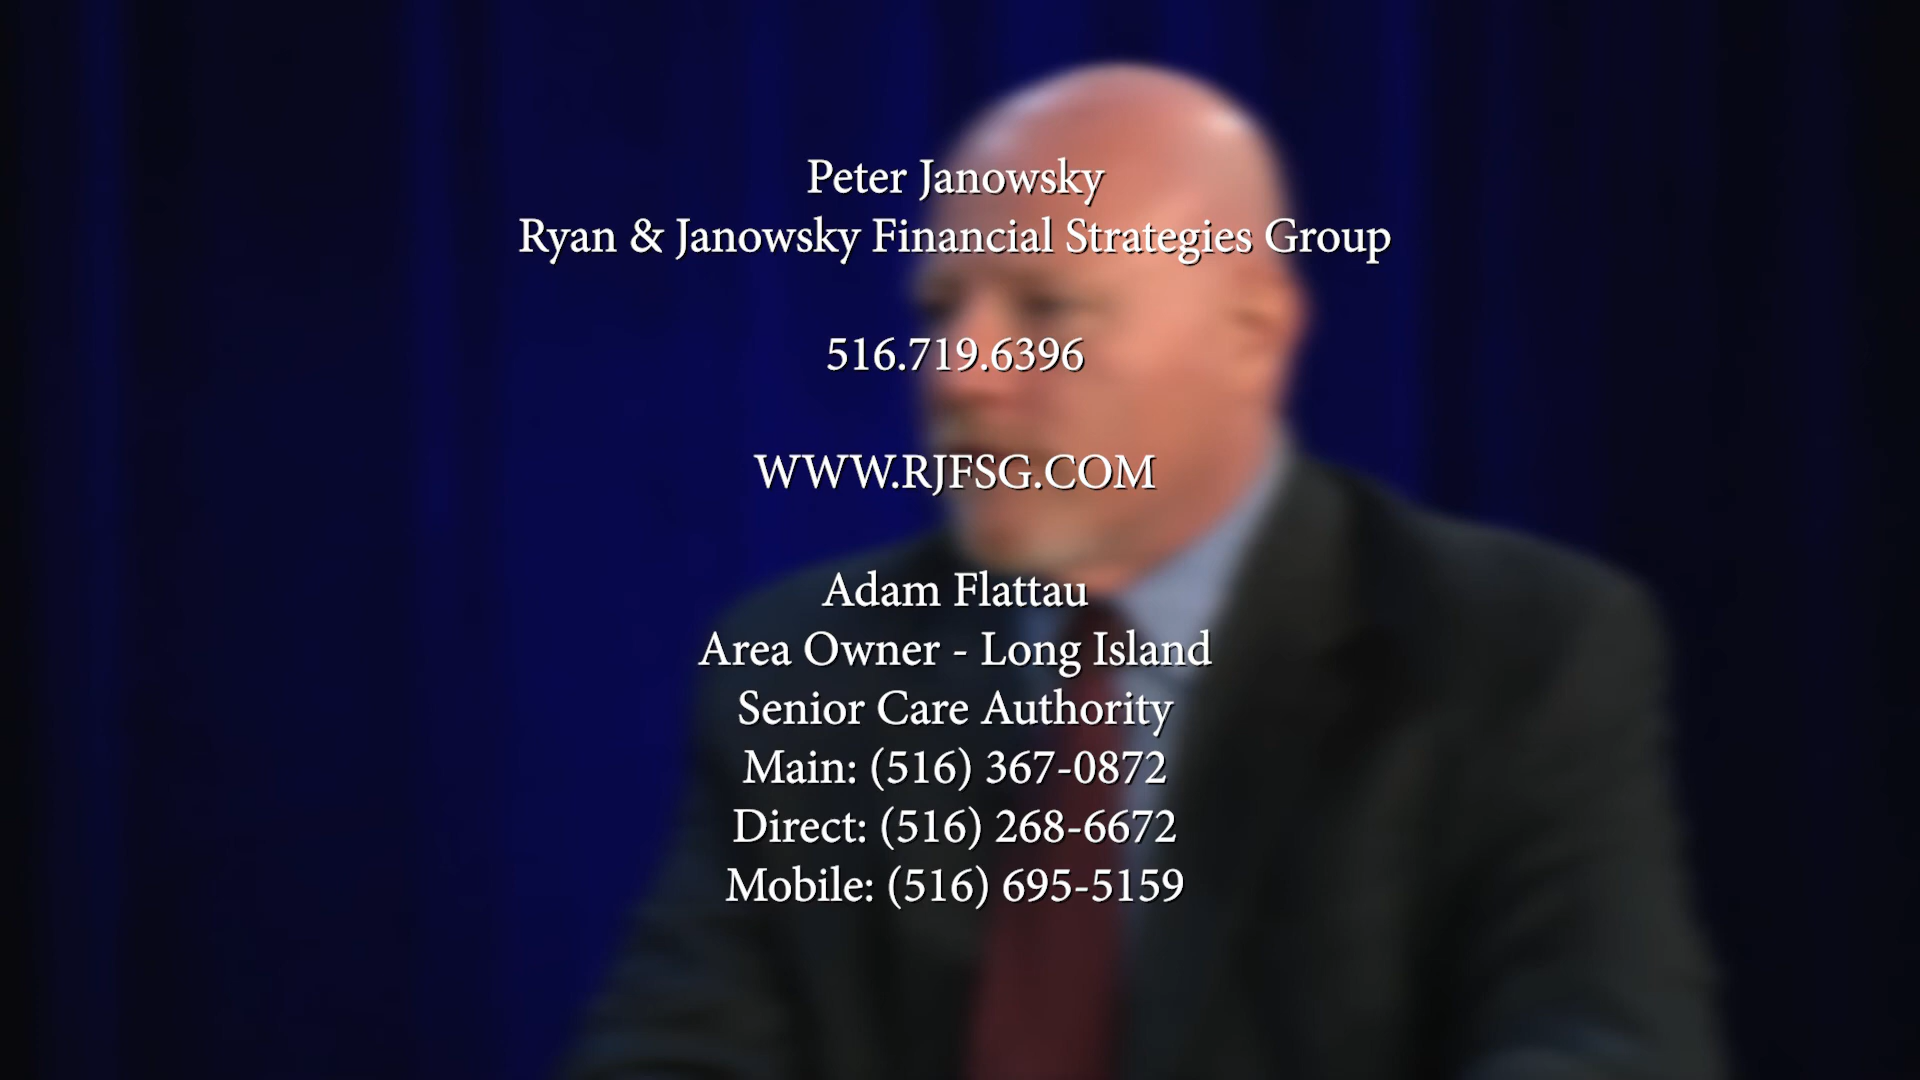 Peter Janowsky
Ryan & Janowsky Financial Strategies Group
516.719.6396
WWW.RJFSG.COM
Adam Flattau
Area Owner - Long Island
Senior Care Authority
Main: (516) 367-0872
Direct: (516) 268-6672
Mobile: (516) 695-5159